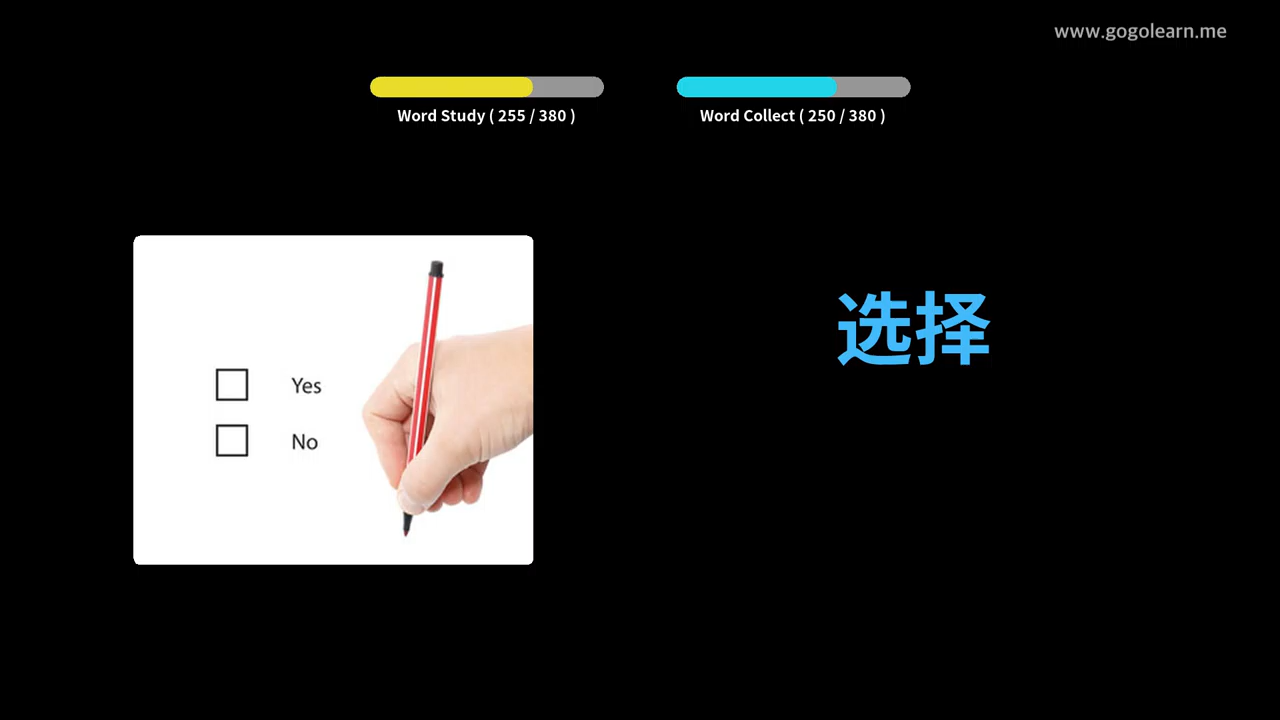 www.gogolearn.me
Word Study ( 255 / 380 )
Word Collect ( 250 / 380 )
选择
Yes
No